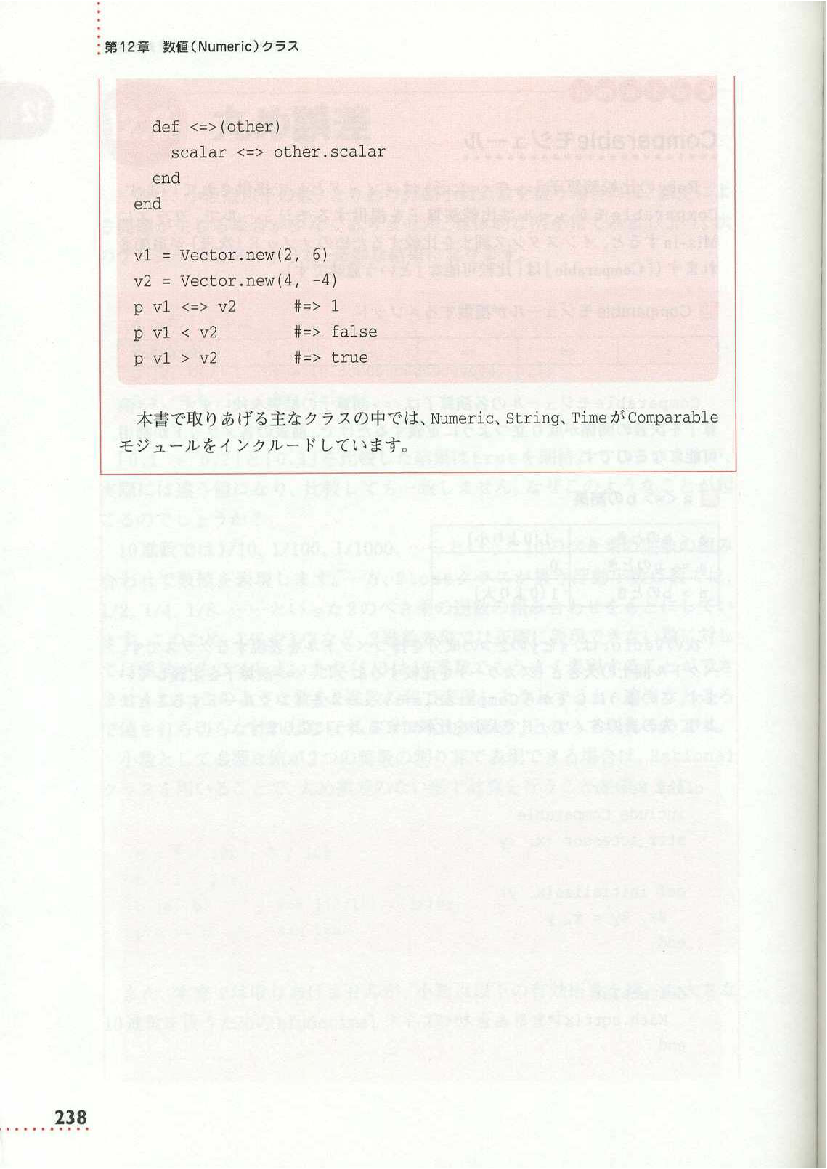 第12章 数値(Numeric)クラス
def <=>(other)
scalar <=> other.scalar
end
end
v1 = Vector.new(2, 6)
v2 = Vector.new(4, -4)
p v1 <=> v2 #=> 1
p v1 < v2 #=> false
p v1 > v2 #=> true
本書で取りあげる主なクラスの中では、Numeric、String、TimeがComparable
モジュールをインクルードしています。
238